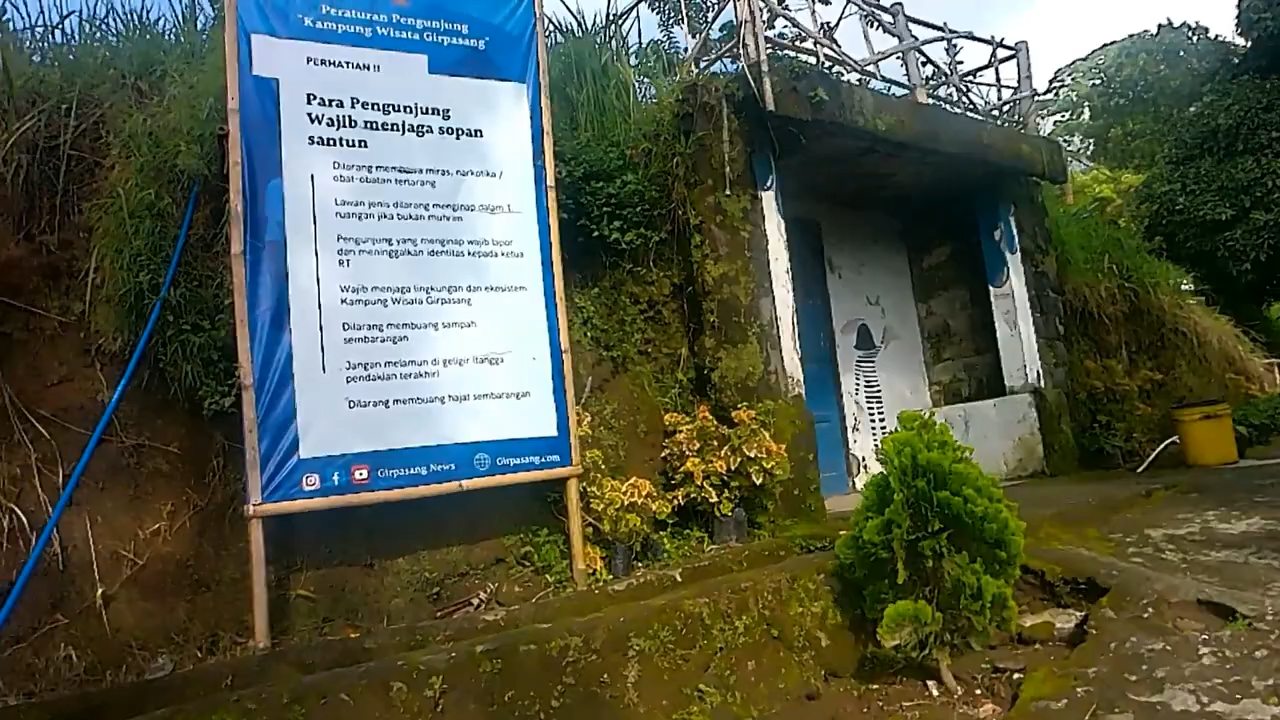 Peraturan Pengunjung
"Kampung Wisata Girpasang"
PERHATIAN !!
Para Pengunjung
Wajib menjaga sopan
santun
Dilarang membawa miras, narkotika /
obat-obatan terlarang
Lawan jenis dilarang menginap dalam 1
ruangan jika bukan muhrim
Pengunjung yang menginap wajib lapor
dan meninggalkan identitas kepada ketua
RT
Wajib menjaga lingkungan dan ekosistem
Kampung Wisata Girpasang
Dilarang membuang sampah
sembarangan
Jangan melamun di geligir (tangga
pendakian terakhir)
Dilarang membuang hajat sembarangan
Girpasang News
Girpasang.com